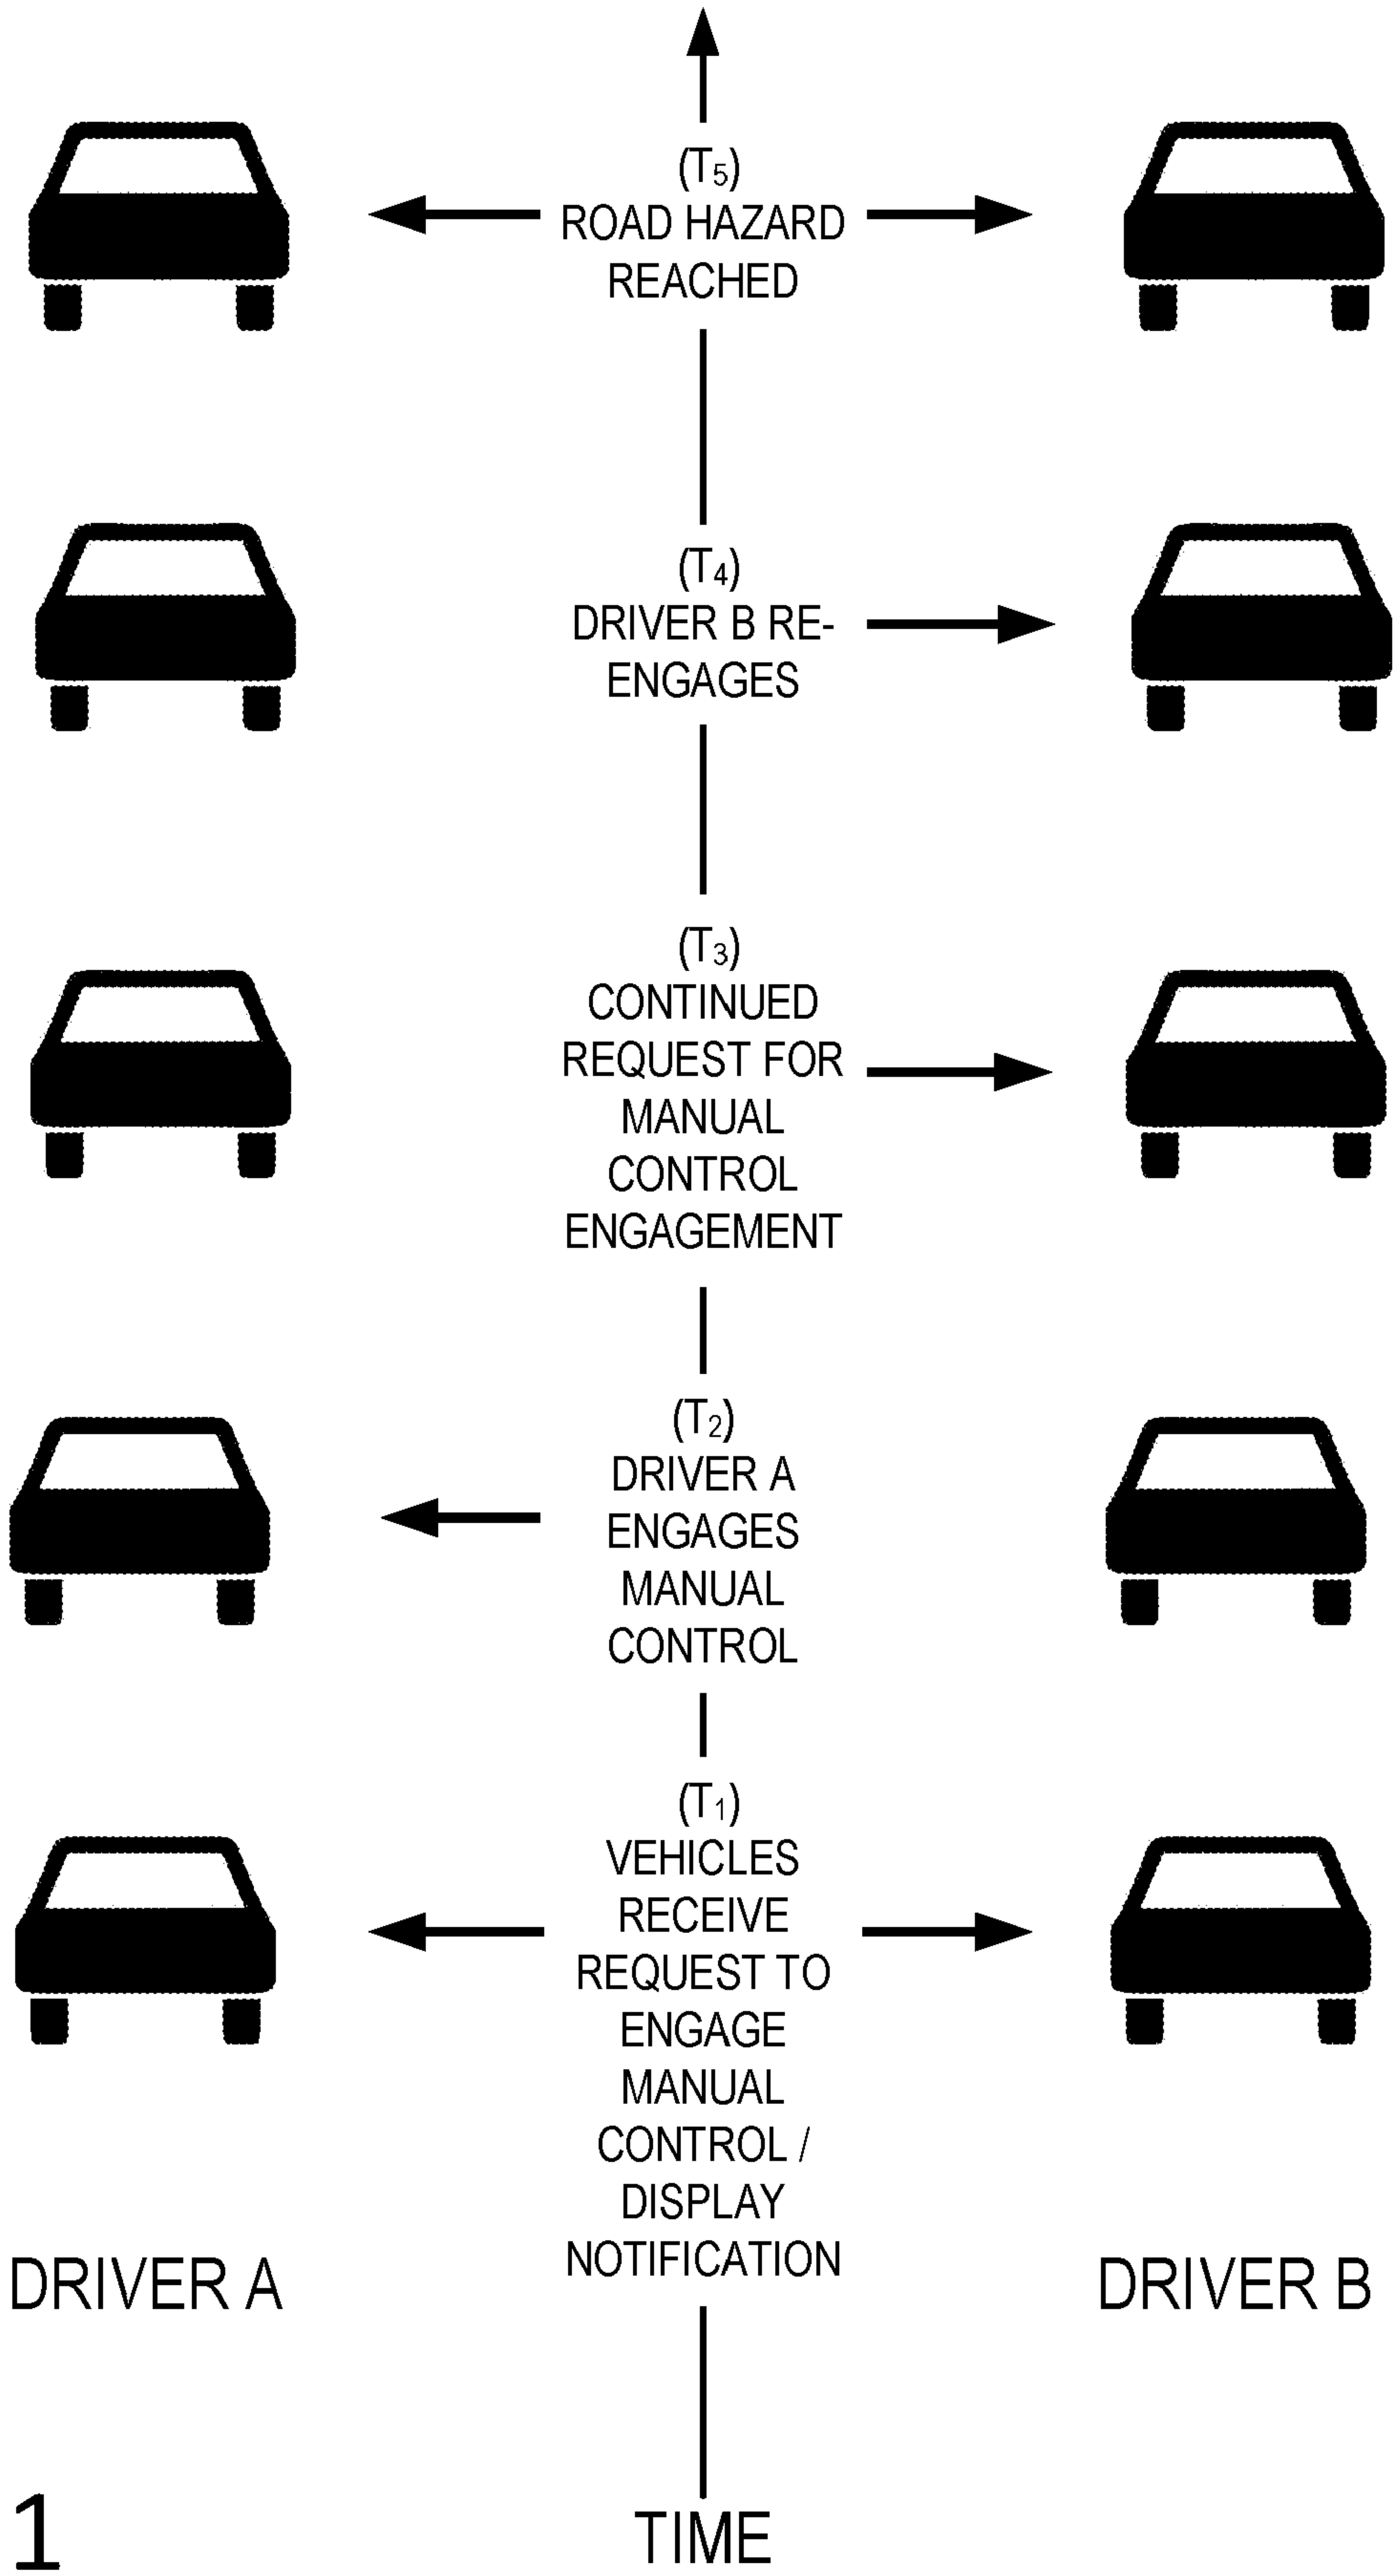 (T5)
ROAD HAZARD
REACHED
(T4)
DRIVER B RE-
ENGAGES
(T3)
CONTINUED
REQUEST FOR
MANUAL
CONTROL
ENGAGEMENT
(T2)
DRIVER A
ENGAGES
MANUAL
CONTROL
(T1)
VEHICLES
RECEIVE
REQUEST TO
ENGAGE
MANUAL
CONTROL /
DISPLAY
NOTIFICATION
DRIVER A
DRIVER B
1
TIME